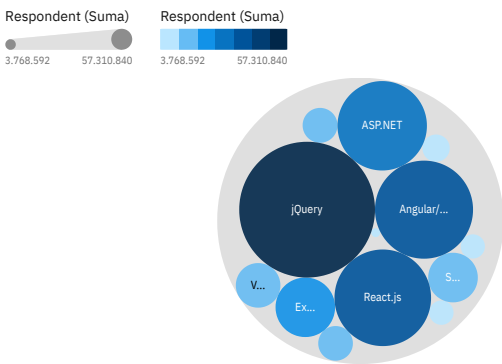 Respondent (Suma)
3.768.592 57.310.840
Respondent (Suma)
3.768.592 57.310.840
ASP.NET
jQuery
Angular/...
S...
V...
Ex...
React.js